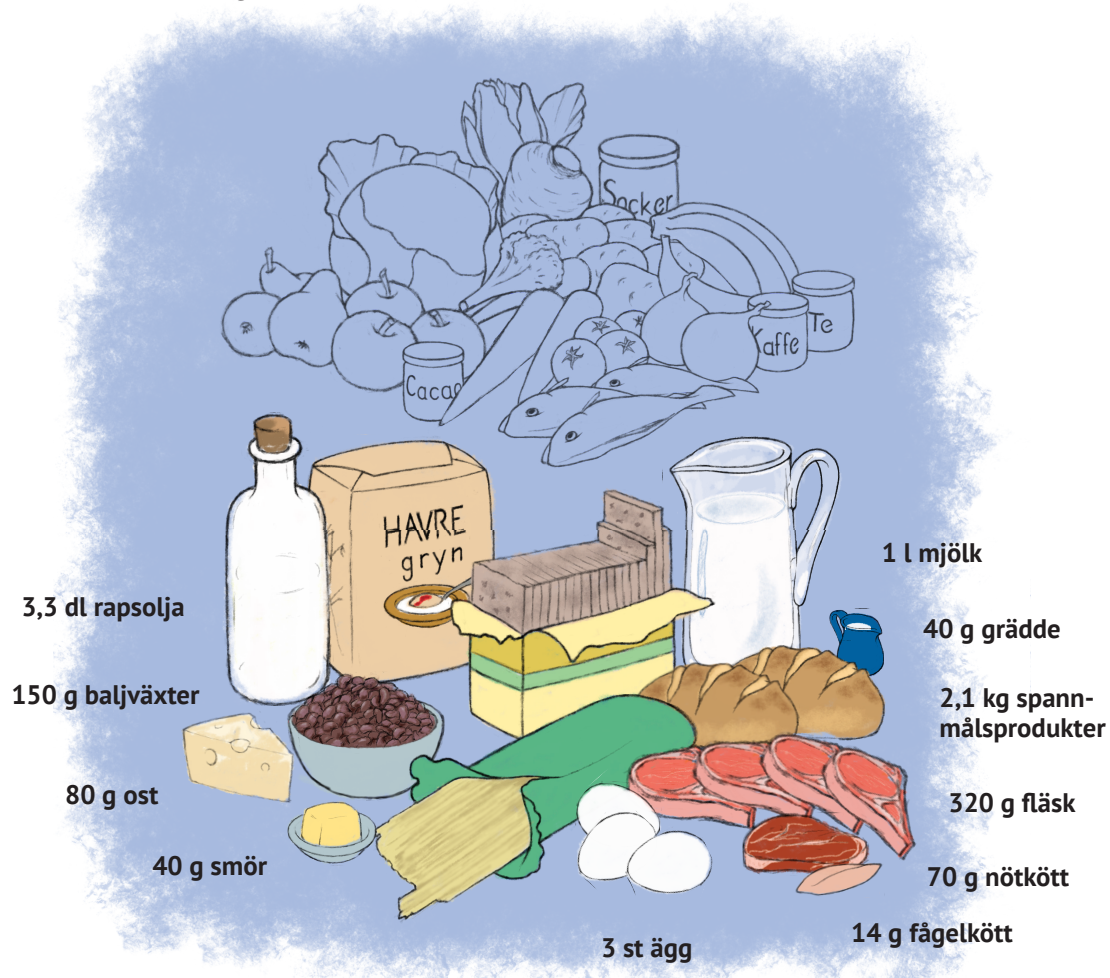 Socker
Te
Kaffe
Cacao
HAVRE
gryn
1 l mjölk
3,3 dl rapsolja
40 g grädde
150 g baljväxter
2,1 kg spann-
målsprodukter
80 g ost
320 g fläsk
40 g smör
70 g nötkött
14 g fågelkött
3 st ägg